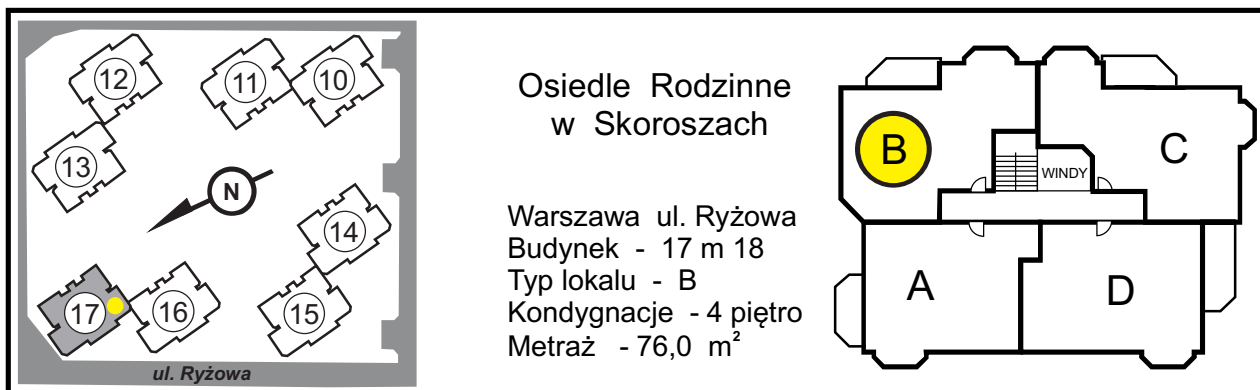 12
11
10
13
N
14
17
16
15
ul. Ryżowa
Osiedle Rodzinne
w Skoroszach
Warszawa ul. Ryżowa
Budynek - 17 m 18
Typ lokalu - B
Kondygnacje - 4 piętro
Metraż - 76,0 m²
B
C
WINDY
A
D